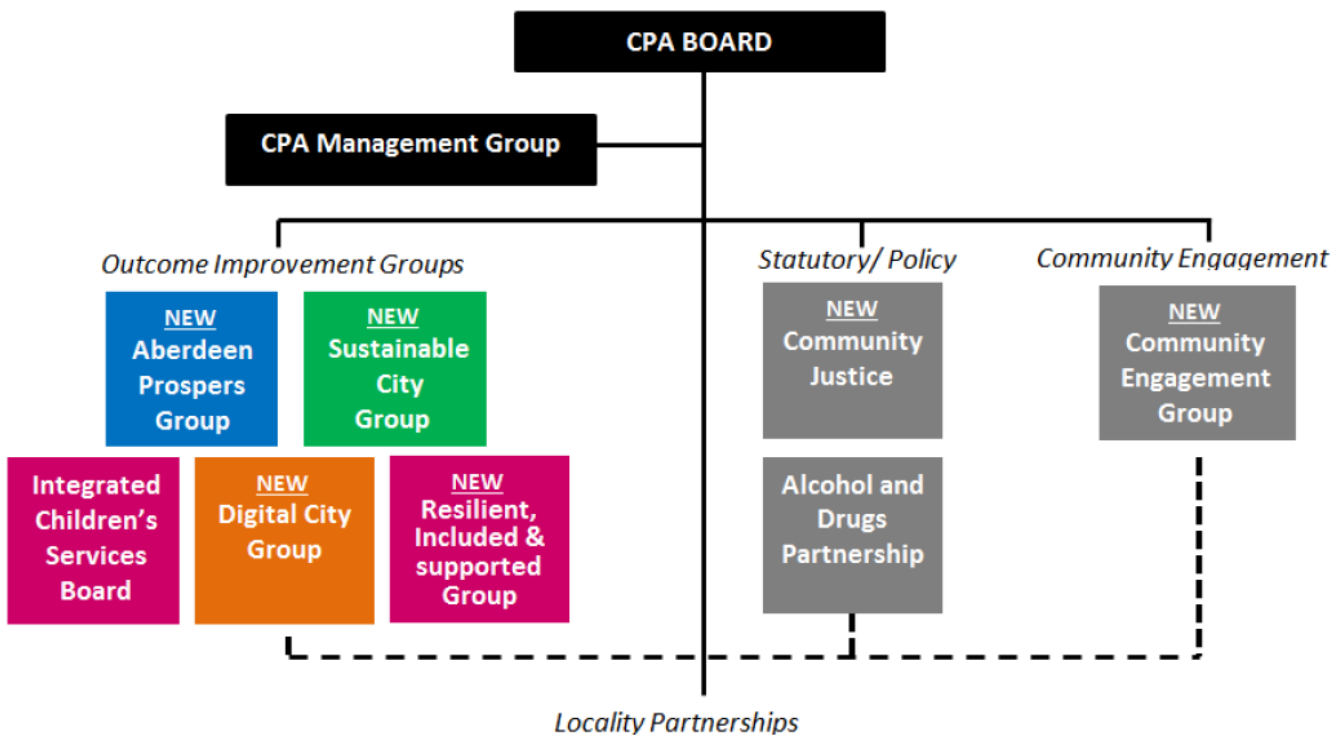 CPA BOARD
CPA Management Group
Outcome Improvement Groups
NEW
Aberdeen
Prospers
Group
NEW
Sustainable
City
Group
Integrated
Children's
Services
Board
NEW
Digital City
Group
NEW
Resilient,
Included &
supported
Group
Statutory/ Policy
NEW
Community
Justice
Alcohol and
Drugs
Partnership
Community Engagement
NEW
Community
Engagement
Group
Locality Partnerships